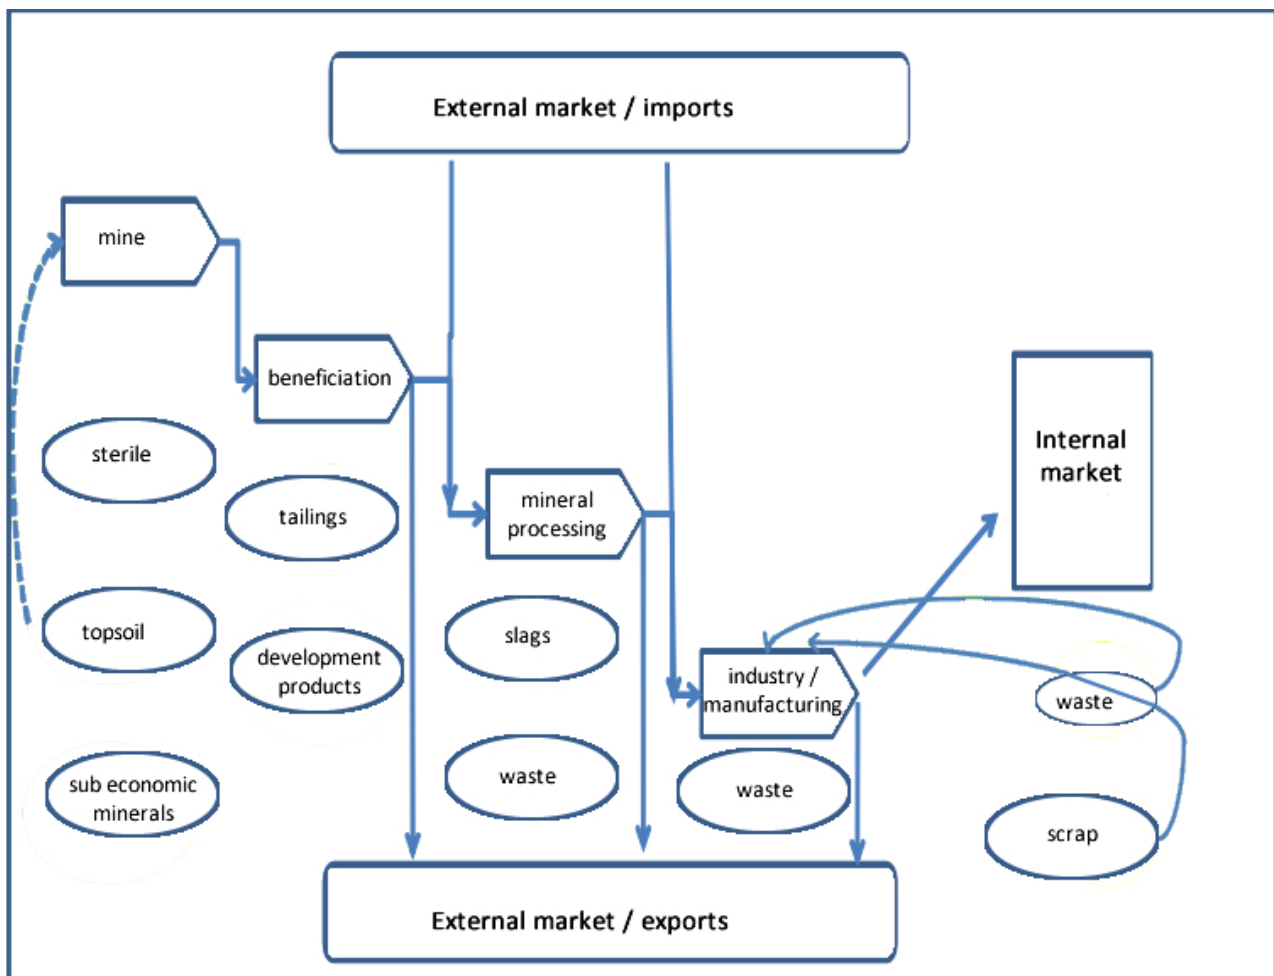 External market / imports
mine
beneficiation
sterile
tailings
topsoil
development
products
sub economic
minerals
mineral
processing
slags
waste
industry /
manufacturing
waste
Internal
market
waste
scrap
External market / exports